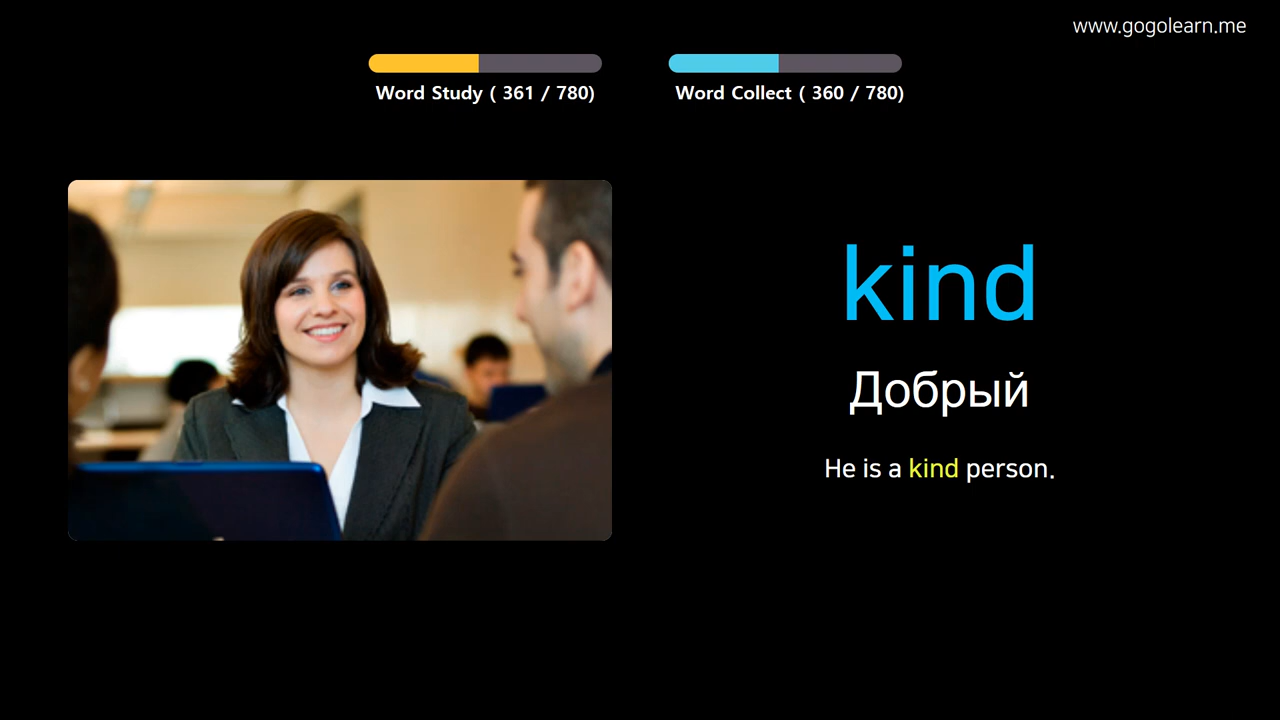 www.gogolearn.me
Word Study ( 361 / 780)
Word Collect ( 360 / 780)
kind
Добрый
He is a kind person.